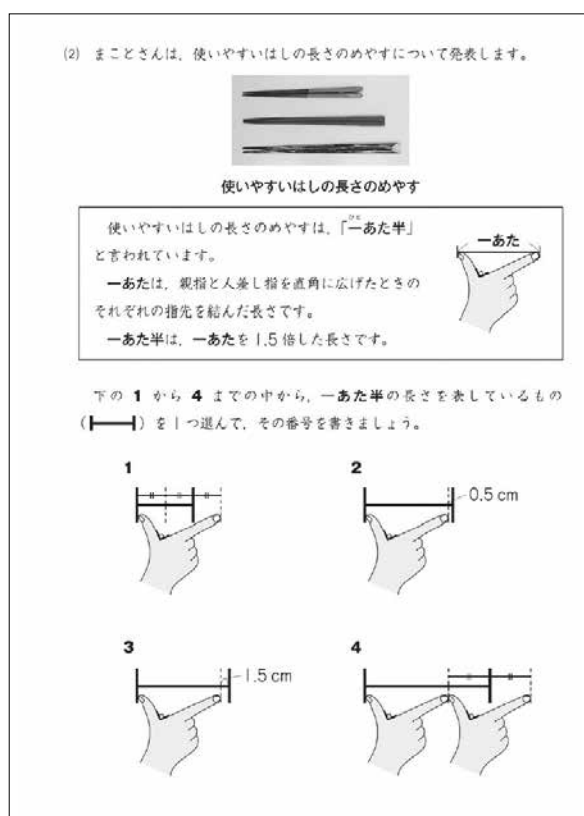 (2) まことさんは，使いやすいはしの長さのめやすについて発表します。
使いやすいはしの長さのめやす
使いやすいはしの長さのめやすは，「一あた半」
ひと
と言われています。
一あたは，親指と人差し指を直角に広げたときの
それぞれの指先を結んだ長さです。
一あた半は，一あたを1.5倍した長さです。
一あた
下の 1 から 4 までの中から，一あた半の長さを表しているもの
（ ）を1つ選んで，その番号を書きましょう。
1
2
0.5 cm
3
1.5 cm
4